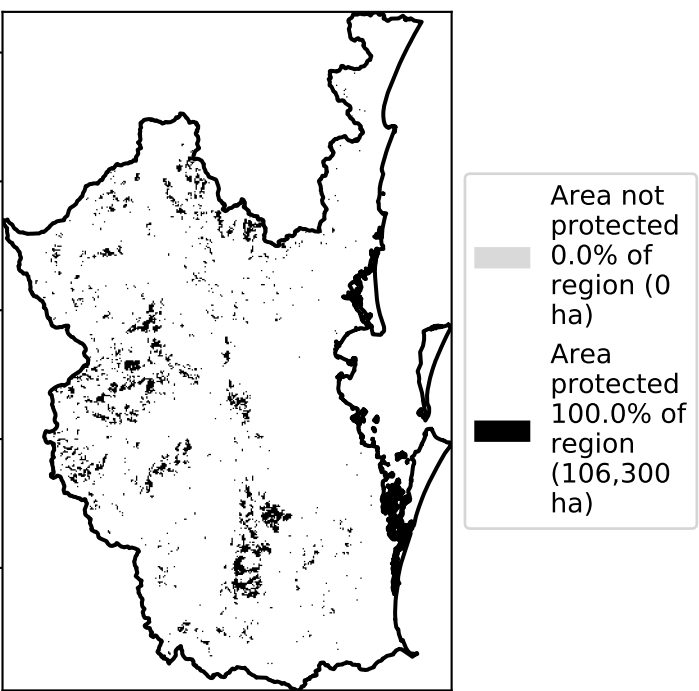 Area not
protected
0.0% of
region (0
ha)
Area
protected
100.0% of
region
(106,300
ha)